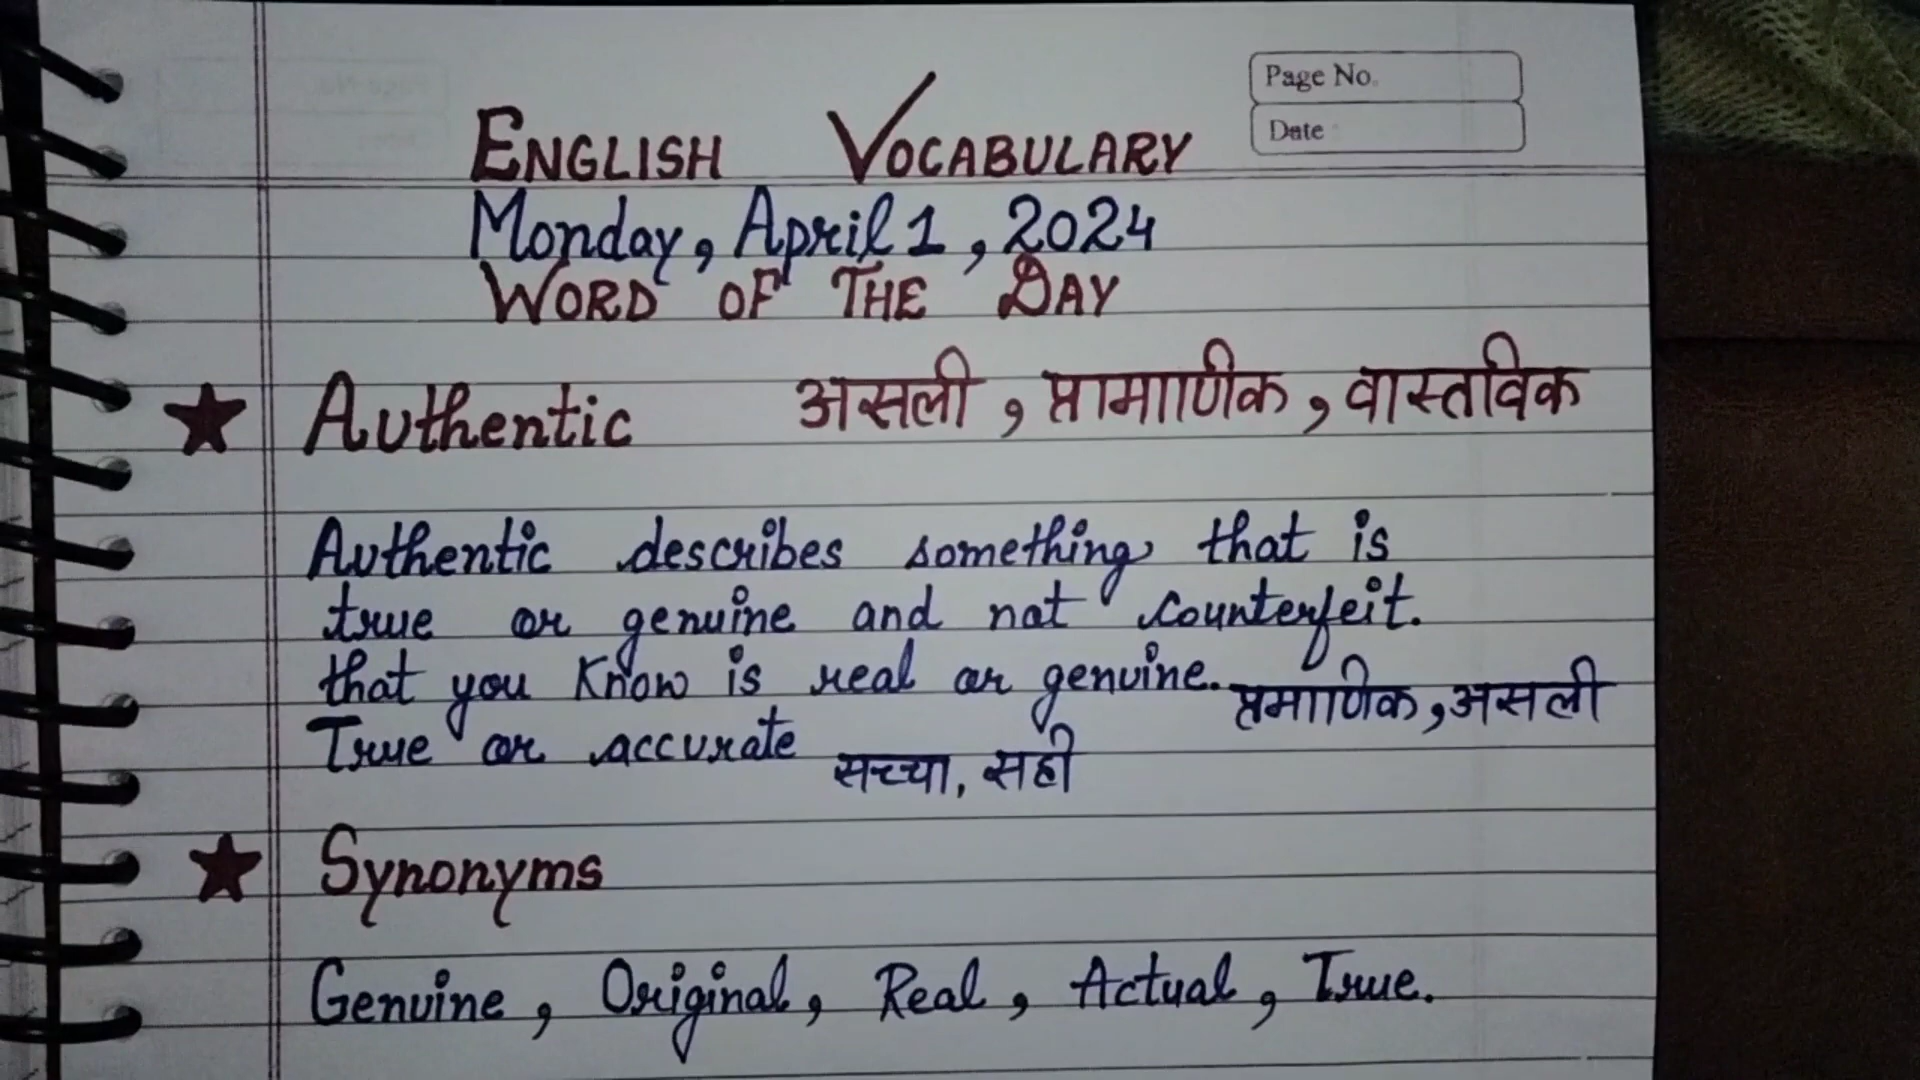 Page No.
Date
ENGLISH VOCABULARY
Monday, April 1, 2024
WORD OF THE DAY
Authentic असली, प्रामाणिक, वास्तविक
Authentic describes something that is
true or genuine and not counterfeit.
that you Know is real or genuine. प्रमाणिक, असली
True or accurate सच्चा, सही
Synonyms
Genuine, Original, Real, Actual, True.